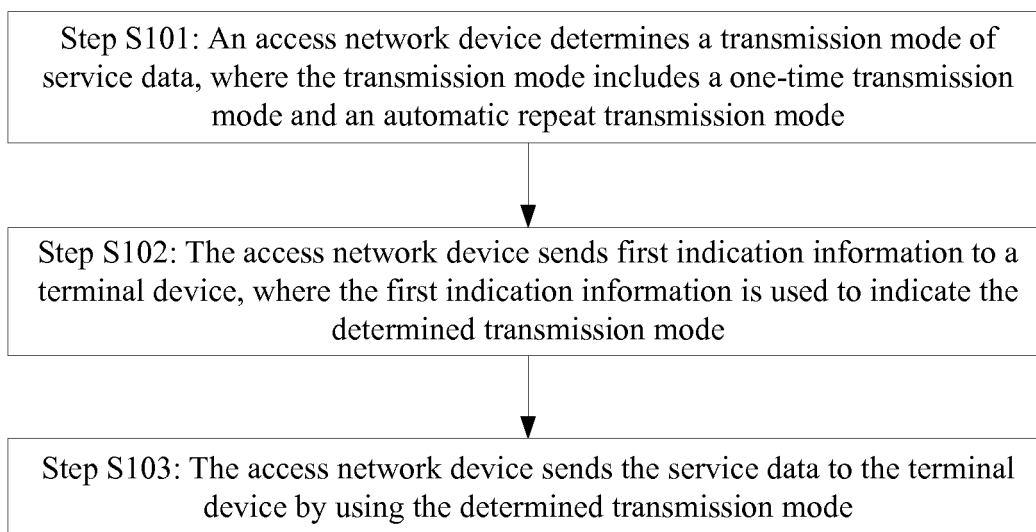 Step S101: An access network device determines a transmission mode of
service data, where the transmission mode includes a one-time transmission
mode and an automatic repeat transmission mode
Step S102: The access network device sends first indication information to a
terminal device, where the first indication information is used to indicate the
determined transmission mode
Step S103: The access network device sends the service data to the terminal
device by using the determined transmission mode